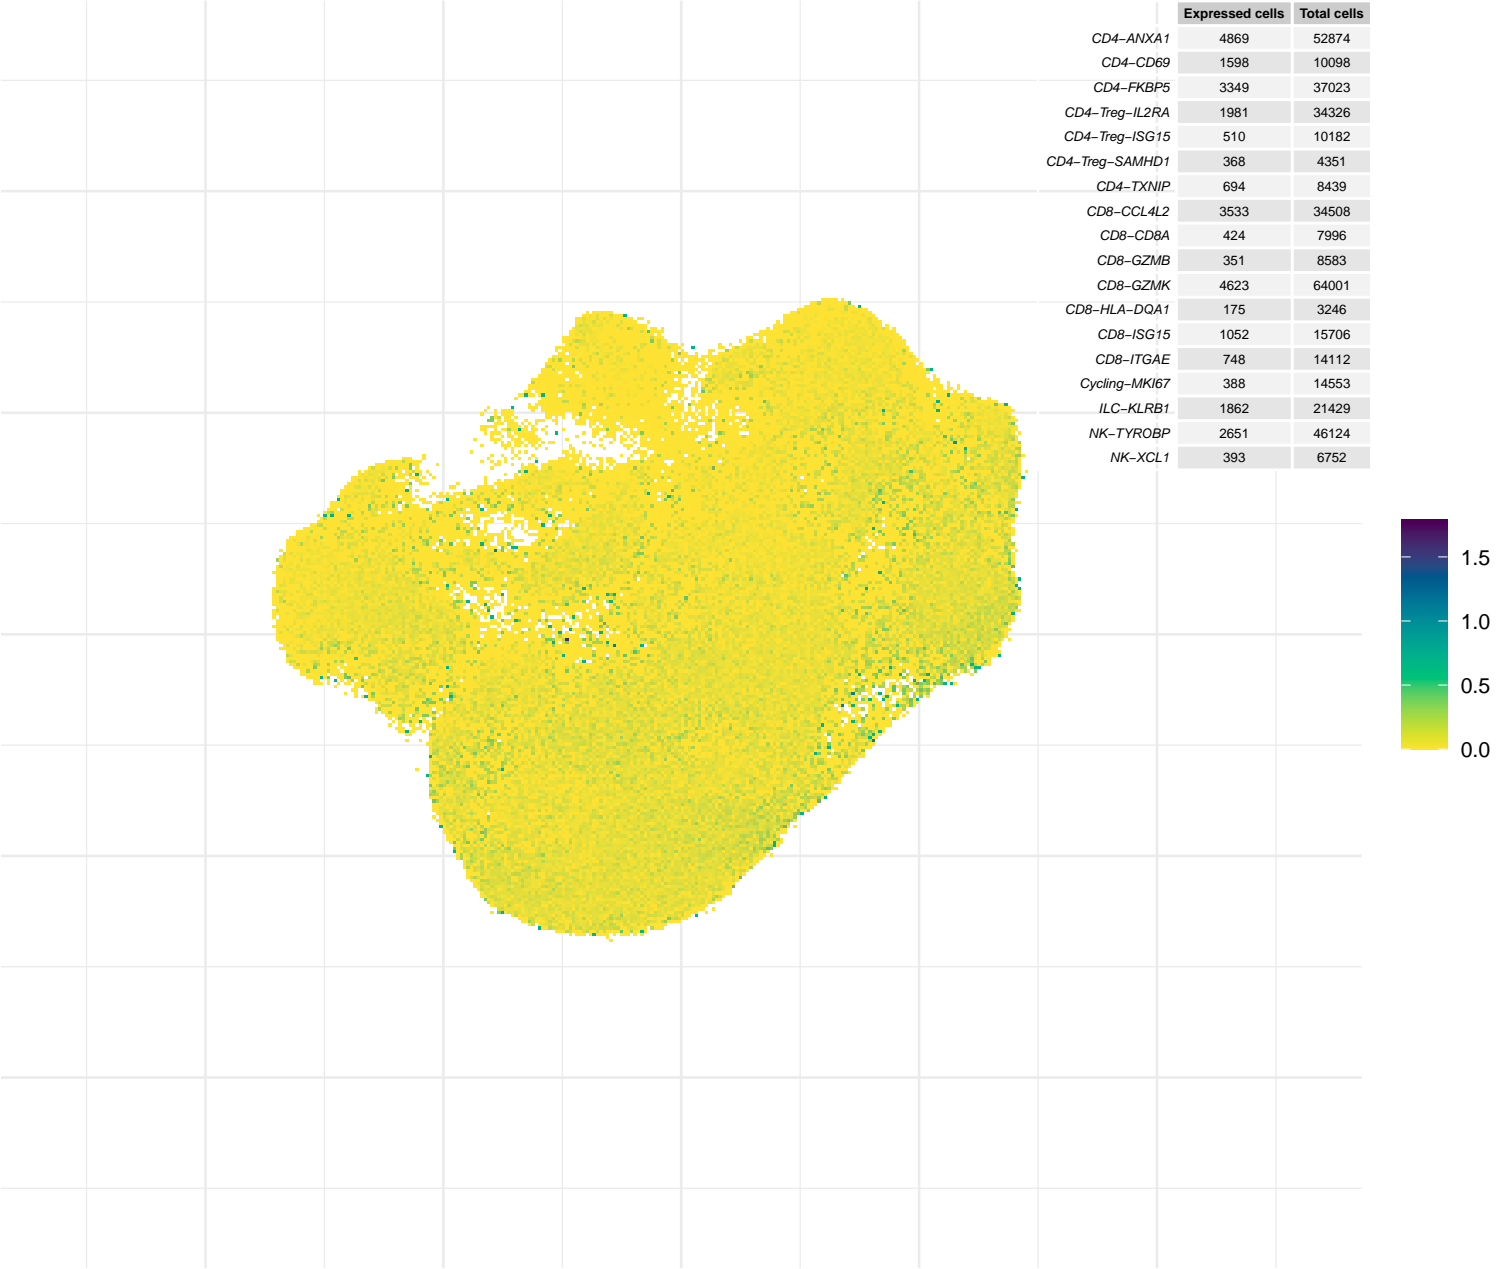 Expressed cells Total cells
CD4−ANXA1 4869 52874
CD4−CD69 1598 10098
CD4−FKBP5 3349 37023
CD4−Treg−IL2RA 1981 34326
CD4−Treg−ISG15 510 10182
CD4−Treg−SAMHD1 368 4351
CD4−TXNIP 694 8439
CD8−CCL4L2 3533 34508
CD8−CD8A 424 7996
CD8−GZMB 351 8583
CD8−GZMK 4623 64001
CD8−HLA−DQA1 175 3246
CD8−ISG15 1052 15706
CD8−ITGAE 748 14112
Cycling−MKI67 388 14553
ILC−KLRB1 1862 21429
NK−TYROBP 2651 46124
NK−XCL1 393 6752
1.5
1.0
0.5
0.0